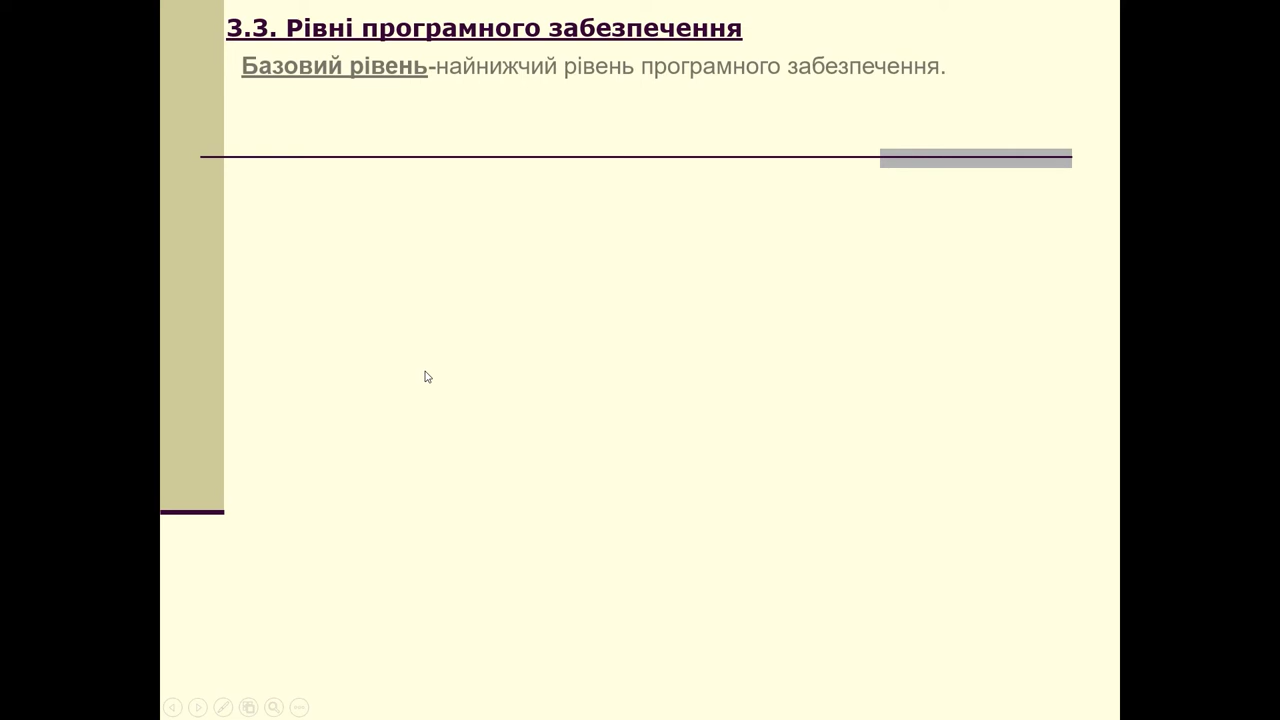 3.3. Рівні програмного забезпечення
Базовий рівень-найнижчий рівень програмного забезпечення.